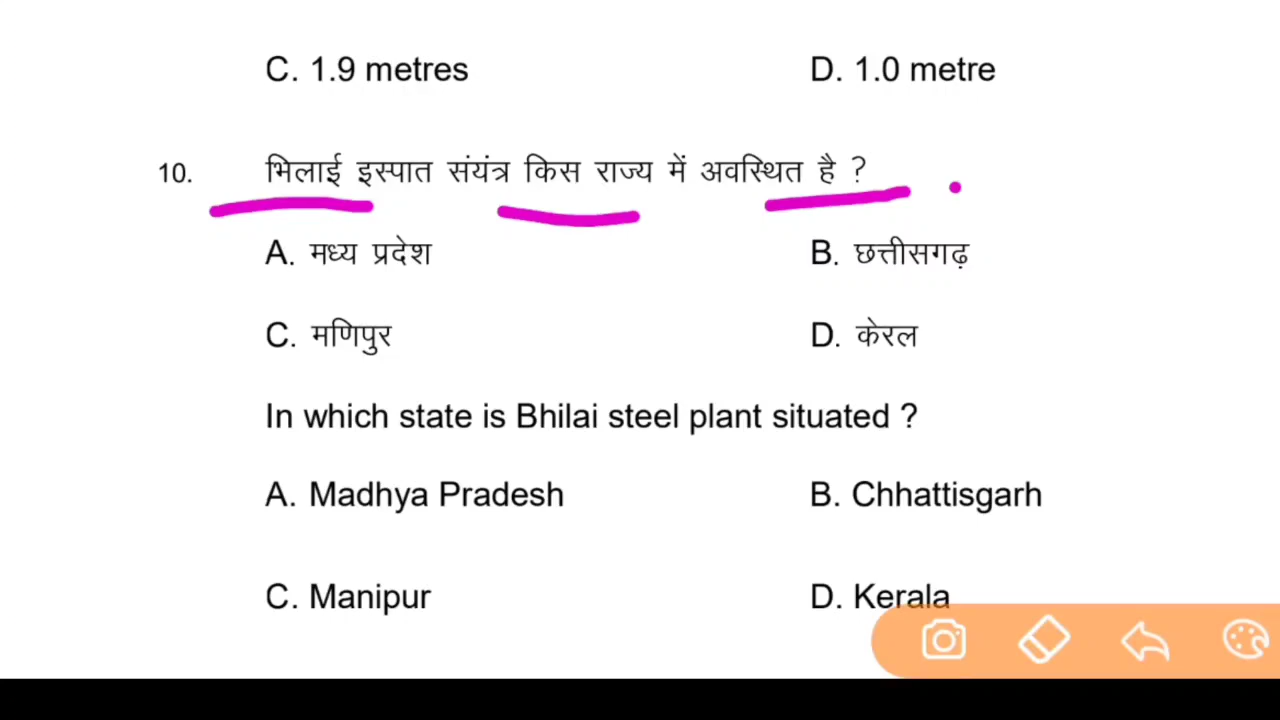 C. 1.9 metres D. 1.0 metre
10. भिलाई इस्पात संयंत्र किस राज्य में अवस्थित है ?
A. मध्य प्रदेश B. छत्तीसगढ़
C. मणिपुर D. केरल
In which state is Bhilai steel plant situated ?
A. Madhya Pradesh B. Chhattisgarh
C. Manipur D. Kerala